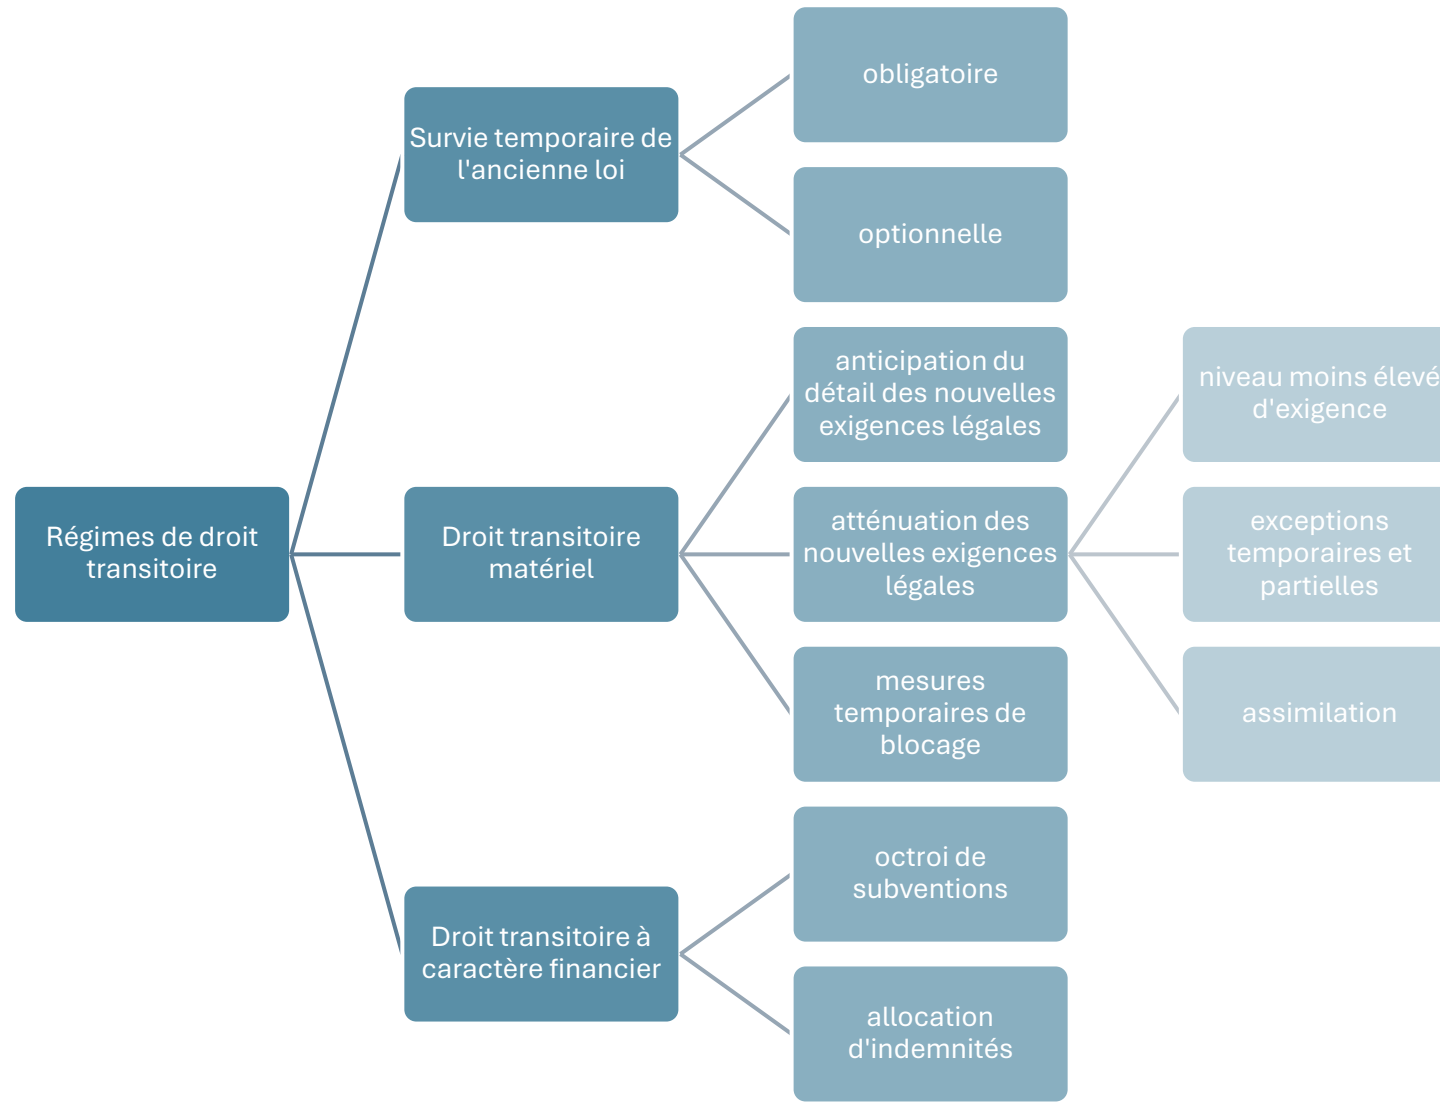 Régimes de droit
transitoire
Survie temporaire de
l'ancienne loi
obligatoire
optionnelle
Droit transitoire
matériel
anticipation du
détail des nouvelles
exigences légales
atténuation des
nouvelles exigences
légales
niveau moins élevé
d'exigence
exceptions
temporaires et
partielles
assimilation
mesures
temporaires de
blocage
Droit transitoire à
caractère financier
octroi de
subventions
allocation
d'indemnités